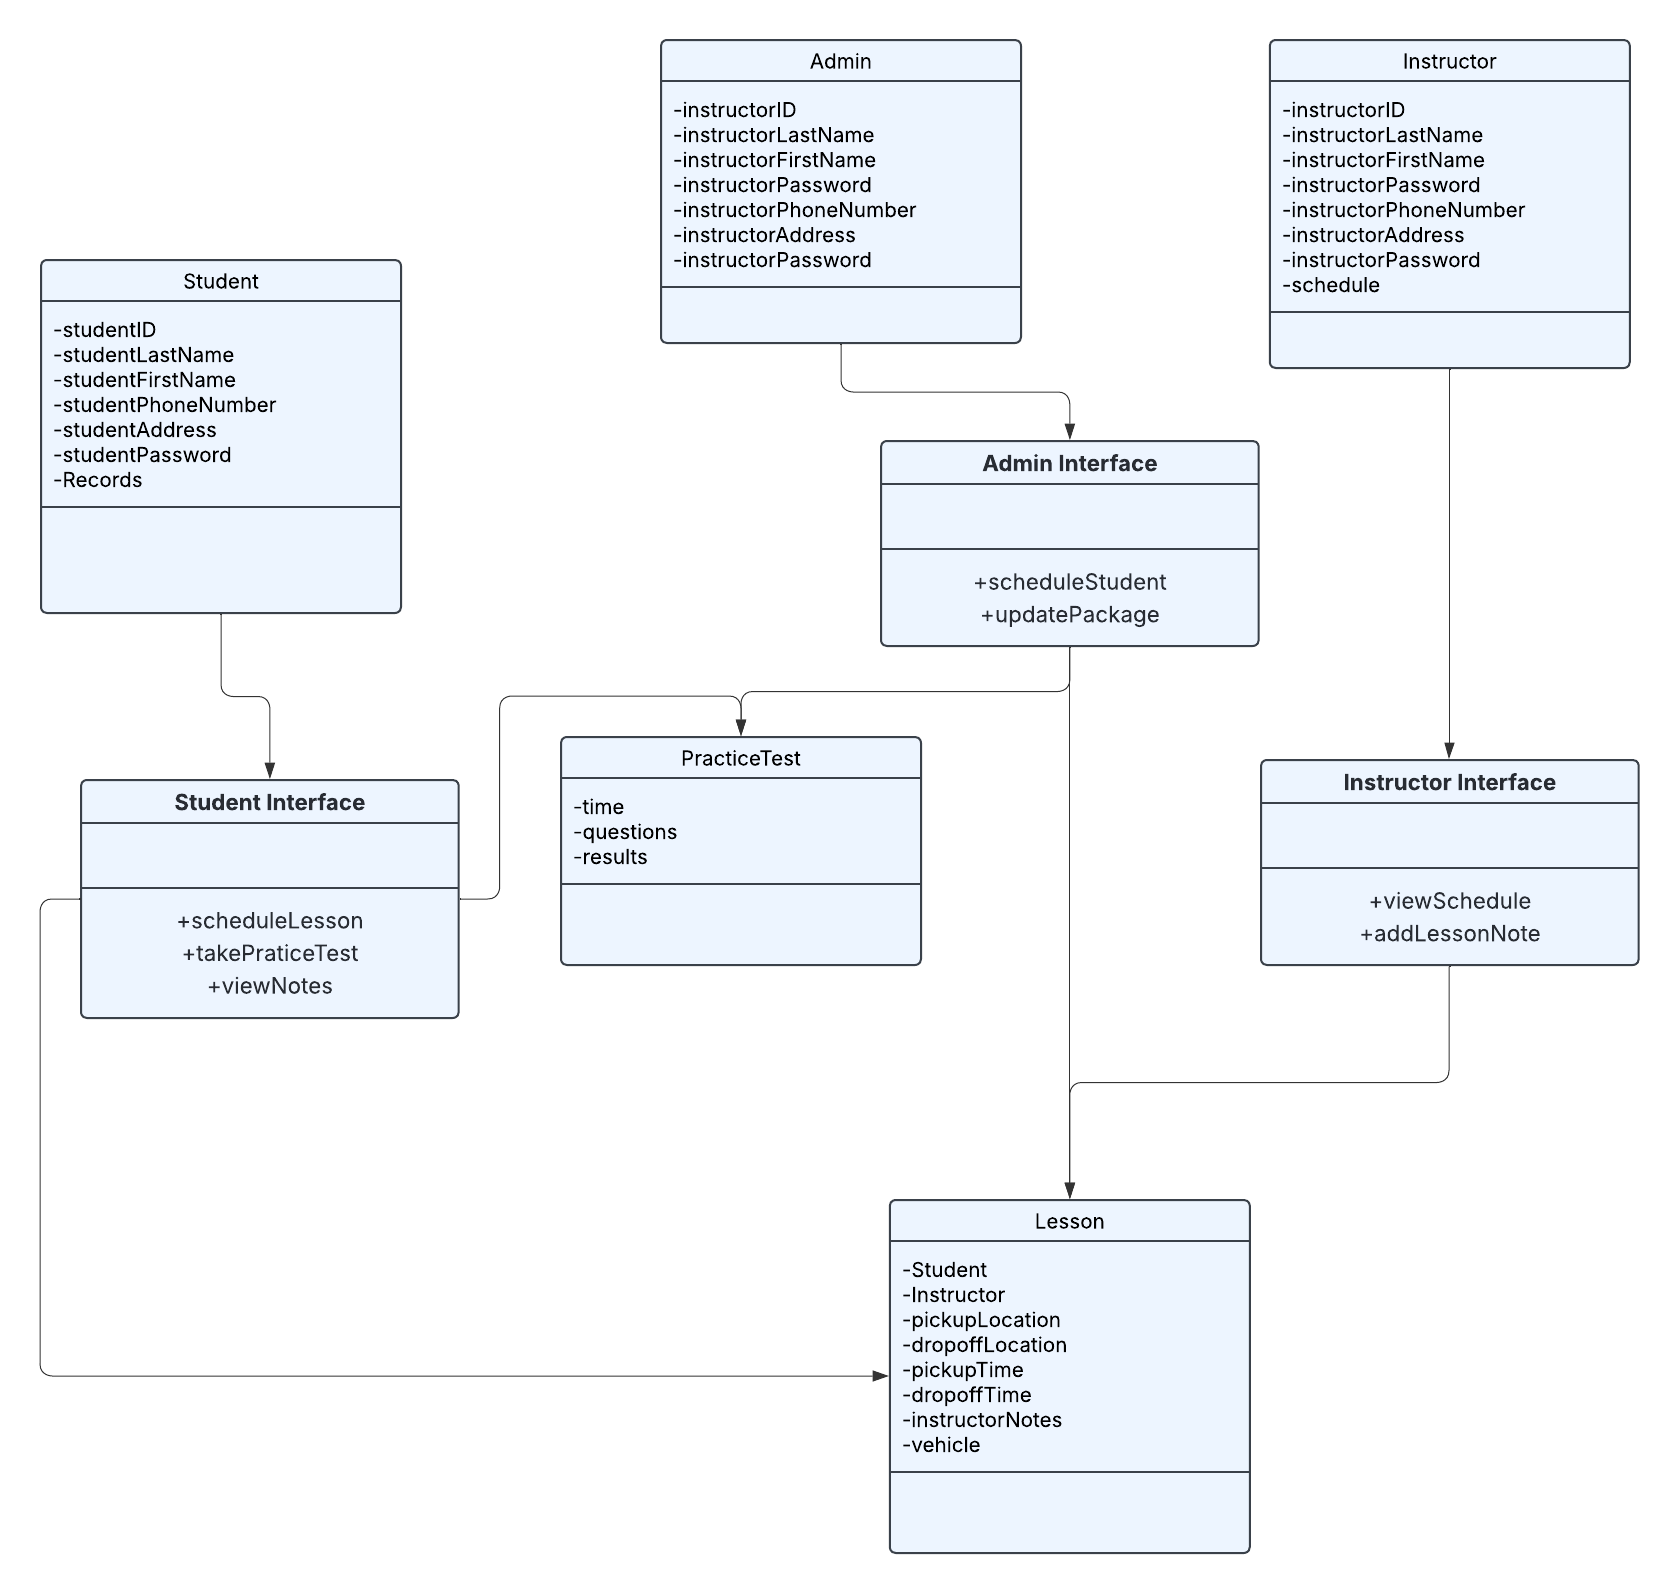 Admin
-instructorID
-instructorLastName
-instructorFirstName
-instructorPassword
-instructorPhoneNumber
-instructorAddress
-instructorPassword
Instructor
-instructorID
-instructorLastName
-instructorFirstName
-instructorPassword
-instructorPhoneNumber
-instructorAddress
-instructorPassword
-schedule
Student
-studentID
-studentLastName
-studentFirstName
-studentPhoneNumber
-studentAddress
-studentPassword
-Records
Admin Interface
+scheduleStudent
+updatePackage
PracticeTest
-time
-questions
-results
Student Interface
+scheduleLesson
+takePraticeTest
+viewNotes
Instructor Interface
+viewSchedule
+addLessonNote
Lesson
-Student
-Instructor
-pickupLocation
-dropoffLocation
-pickupTime
-dropoffTime
-instructorNotes
-vehicle